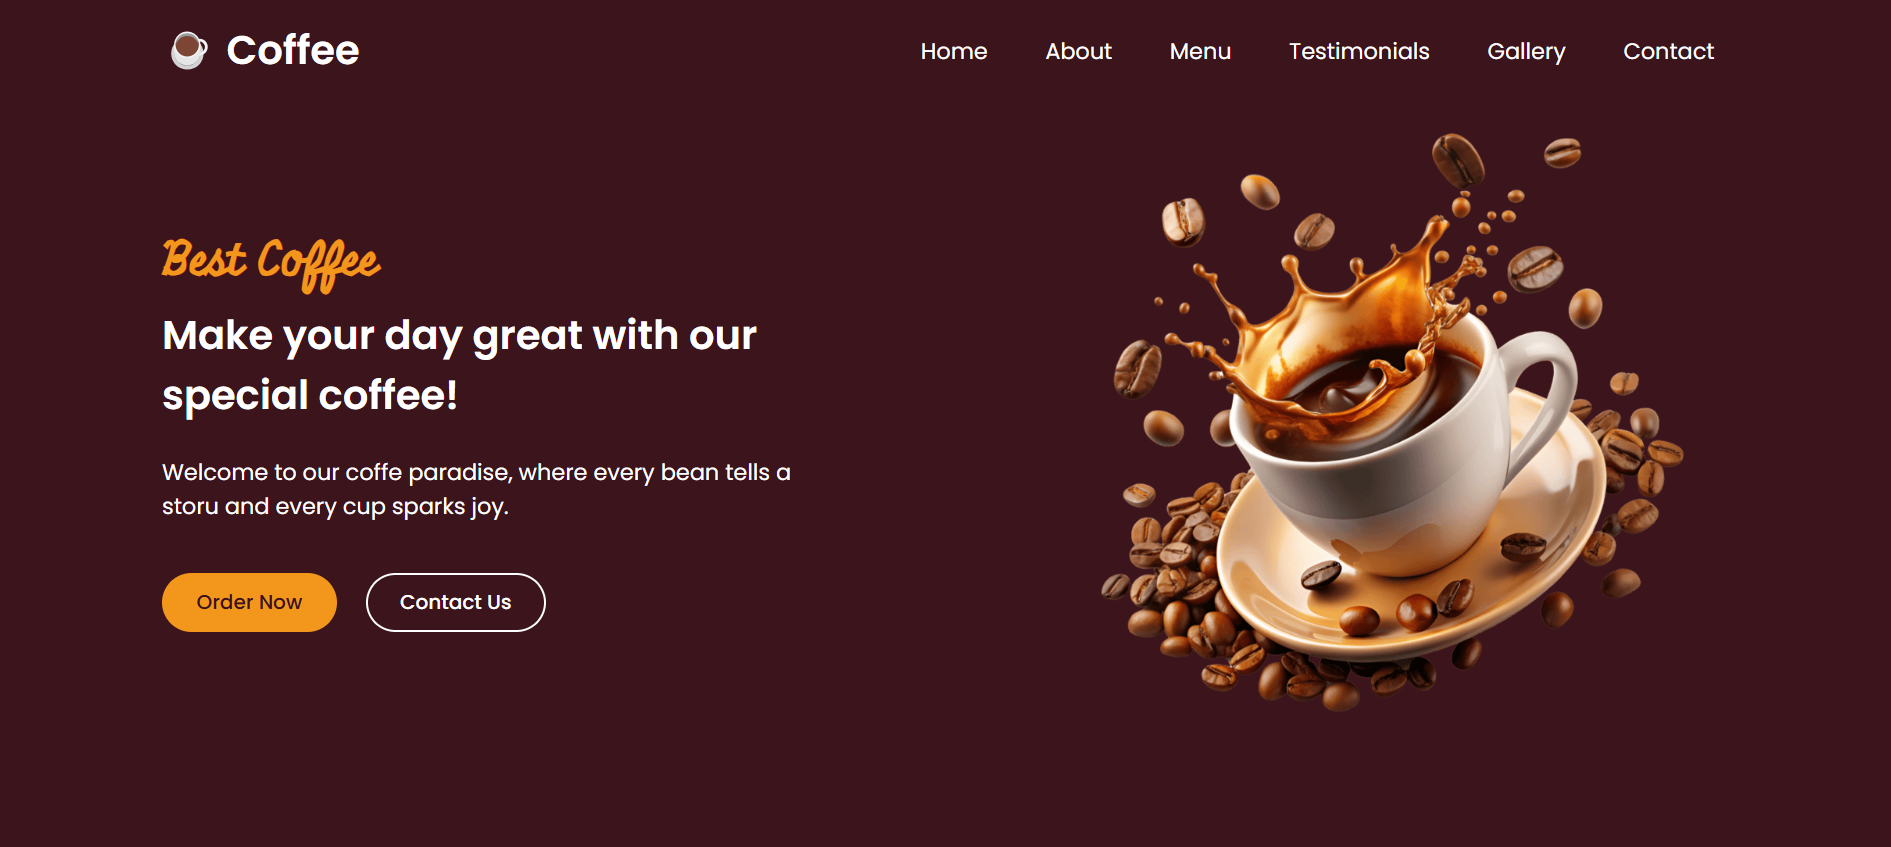 Coffee
Home About Menu Testimonials Gallery Contact
Best Coffee
Make your day great with our
special coffee!
Welcome to our coffe paradise, where every bean tells a
storu and every cup sparks joy.
Order Now Contact Us